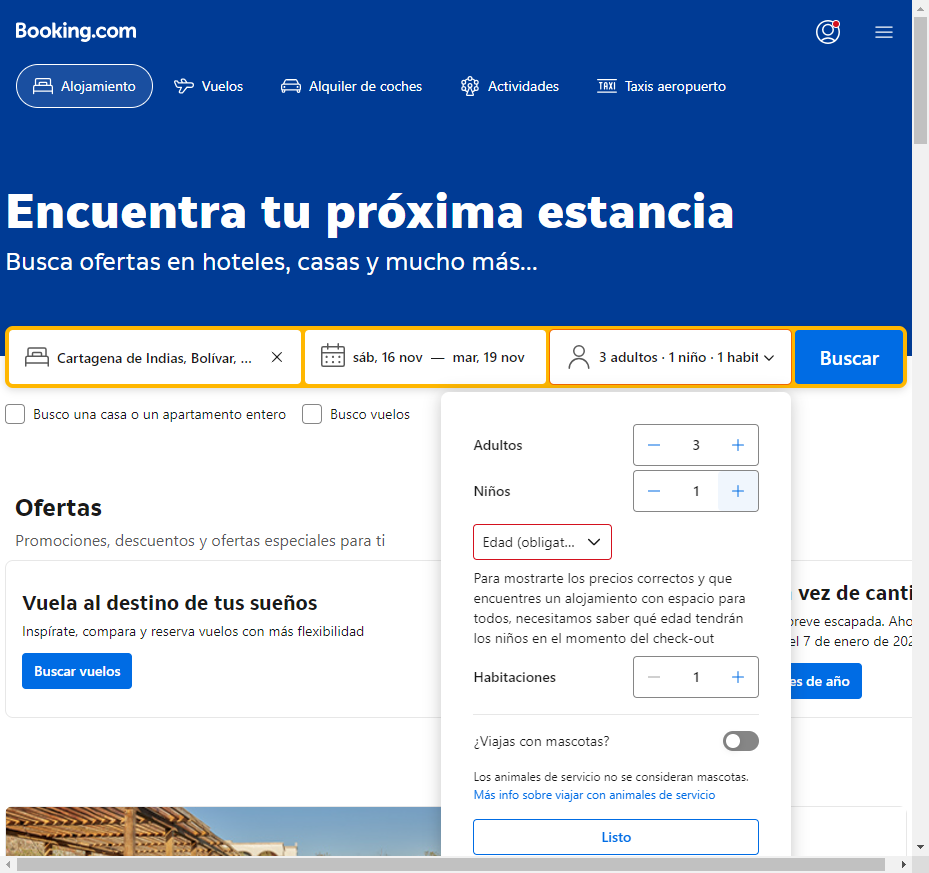 Booking.com
Alojamiento
Vuelos
Alquiler de coches
Actividades
TAXI
Taxis aeropuerto
Encuentra tu próxima estancia
Busca ofertas en hoteles, casas y mucho más...
Cartagena de Indias, Bolívar, ...
sáb, 16 nov — mar, 19 nov
3 adultos · 1 niño · 1 habit
Buscar
Busco una casa o un apartamento entero
Busco vuelos
Adultos
3
Niños
1
Edad (obligat...
Para mostrarte los precios correctos y que
encuentres un alojamiento con espacio para
todos, necesitamos saber qué edad tendrán
los niños en el momento del check-out
Habitaciones
1
¿Viajas con mascotas?
Los animales de servicio no se consideran mascotas.
Más info sobre viajar con animales de servicio
Listo
Ofertas
Promociones, descuentos y ofertas especiales para ti
Vuela al destino de tus sueños
Inspírate, compara y reserva vuelos con más flexibilidad
Buscar vuelos
vez de canti
breve escapada. Aho
el 7 de enero de 202
es de año